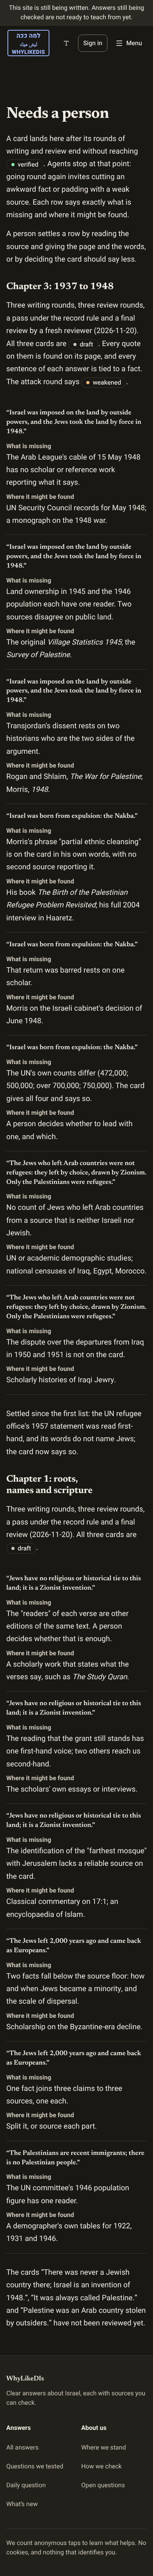 This site is still being written. Answers still being
checked are not ready to teach from yet.
למה ככה
ليش هيك
WHYLIKEDIS
Sign in
Menu
Needs a person
A card lands here after its rounds of
writing and review end without reaching
verified . Agents stop at that point:
going round again invites cutting an
awkward fact or padding with a weak
source. Each row says exactly what is
missing and where it might be found.
A person settles a row by reading the
source and giving the page and the words,
or by deciding the card should say less.
Chapter 3: 1937 to 1948
Three writing rounds, three review rounds,
a pass under the record rule and a final
review by a fresh reviewer (2026-11-20).
All three cards are draft . Every quote
on them is found on its page, and every
sentence of each answer is tied to a fact.
The attack round says weakened .
“Israel was imposed on the land by outside
powers, and the Jews took the land by force in
1948.”
What is missing
The Arab League's cable of 15 May 1948
has no scholar or reference work
reporting what it says.
Where it might be found
UN Security Council records for May 1948;
a monograph on the 1948 war.
“Israel was imposed on the land by outside
powers, and the Jews took the land by force in
1948.”
What is missing
Land ownership in 1945 and the 1946
population each have one reader. Two
sources disagree on public land.
Where it might be found
The original Village Statistics 1945; the
Survey of Palestine.
“Israel was imposed on the land by outside
powers, and the Jews took the land by force in
1948.”
What is missing
Transjordan's dissent rests on two
historians who are the two sides of the
argument.
Where it might be found
Rogan and Shlaim, The War for Palestine;
Morris, 1948.
“Israel was born from expulsion: the Nakba.”
What is missing
Morris's phrase "partial ethnic cleansing"
is on the card in his own words, with no
second source reporting it.
Where it might be found
His book The Birth of the Palestinian
Refugee Problem Revisited; his full 2004
interview in Haaretz.
“Israel was born from expulsion: the Nakba.”
What is missing
That return was barred rests on one
scholar.
Where it might be found
Morris on the Israeli cabinet's decision of
June 1948.
“Israel was born from expulsion: the Nakba.”
What is missing
The UN's own counts differ (472,000;
500,000; over 700,000; 750,000). The card
gives all four and says so.
Where it might be found
A person decides whether to lead with
one, and which.
“The Jews who left Arab countries were not
refugees: they left by choice, drawn by Zionism.
Only the Palestinians were refugees.”
What is missing
No count of Jews who left Arab countries
from a source that is neither Israeli nor
Jewish.
Where it might be found
UN or academic demographic studies;
national censuses of Iraq, Egypt, Morocco.
“The Jews who left Arab countries were not
refugees: they left by choice, drawn by Zionism.
Only the Palestinians were refugees.”
What is missing
The dispute over the departures from Iraq
in 1950 and 1951 is not on the card.
Where it might be found
Scholarly histories of Iraqi Jewry.
Settled since the first list: the UN refugee
office's 1957 statement was read first-
hand, and its words do not name Jews;
the card now says so.
Chapter 1: roots,
names and scripture
Three writing rounds, three review rounds,
a pass under the record rule and a final
review (2026-11-20). All three cards are
draft .
“Jews have no religious or historical tie to this
land; it is a Zionist invention.”
What is missing
The "readers" of each verse are other
editions of the same text. A person
decides whether that is enough.
Where it might be found
A scholarly work that states what the
verses say, such as The Study Quran.
“Jews have no religious or historical tie to this
land; it is a Zionist invention.”
What is missing
The reading that the grant still stands has
one first-hand voice; two others reach us
second-hand.
Where it might be found
The scholars' own essays or interviews.
“Jews have no religious or historical tie to this
land; it is a Zionist invention.”
What is missing
The identification of the "farthest mosque"
with Jerusalem lacks a reliable source on
the card.
Where it might be found
Classical commentary on 17:1; an
encyclopaedia of Islam.
“The Jews left 2,000 years ago and came back
as Europeans.”
What is missing
Two facts fall below the source floor: how
and when Jews became a minority, and
the scale of dispersal.
Where it might be found
Scholarship on the Byzantine-era decline.
“The Jews left 2,000 years ago and came back
as Europeans.”
What is missing
One fact joins three claims to three
sources, one each.
Where it might be found
Split it, or source each part.
“The Palestinians are recent immigrants; there
is no Palestinian people.”
What is missing
The UN committee's 1946 population
figure has one reader.
Where it might be found
A demographer's own tables for 1922,
1931 and 1946.
The cards “There was never a Jewish
country there; Israel is an invention of
1948.”, “It was always called Palestine.”
and “Palestine was an Arab country stolen
by outsiders.” have not been reviewed yet.
WhyLikeDIs
Clear answers about Israel, each with sources you
can check.
Answers
About us
All answers
Where we stand
Questions we tested
How we check
Daily question
Open questions
What's new
We count anonymous taps to learn what helps. No
cookies, and nothing that identifies you.